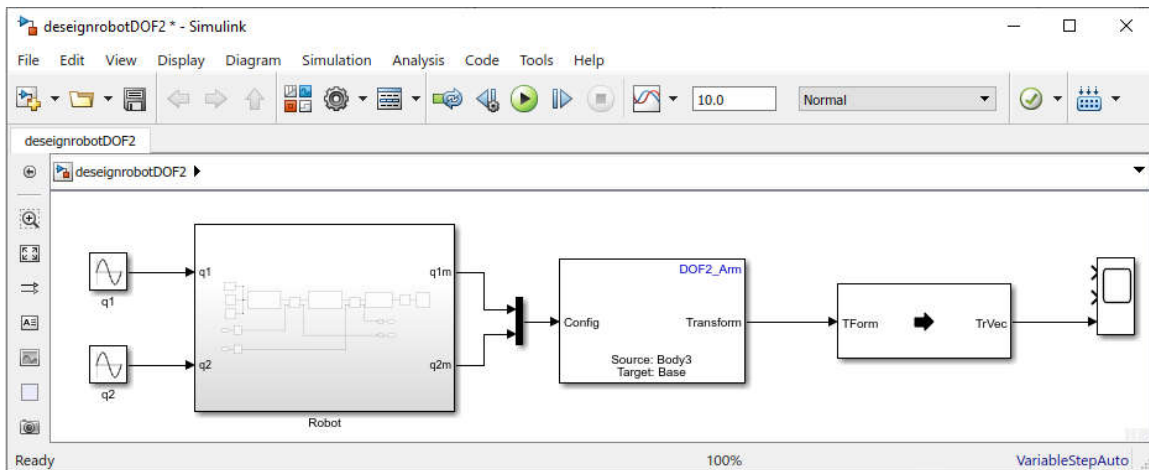 deseignrobotDOF2 * - Simulink
File Edit View Display Diagram Simulation Analysis Code Tools Help
10.0 Normal
deseignrobotDOF2
deseignrobotDOF2
q1
q2
q1
q2
q1m
q2m
Robot
DOF2_Arm
Config
Transform
Source: Body3
Target: Base
TForm
TrVec
Ready 100% VariableStepAuto